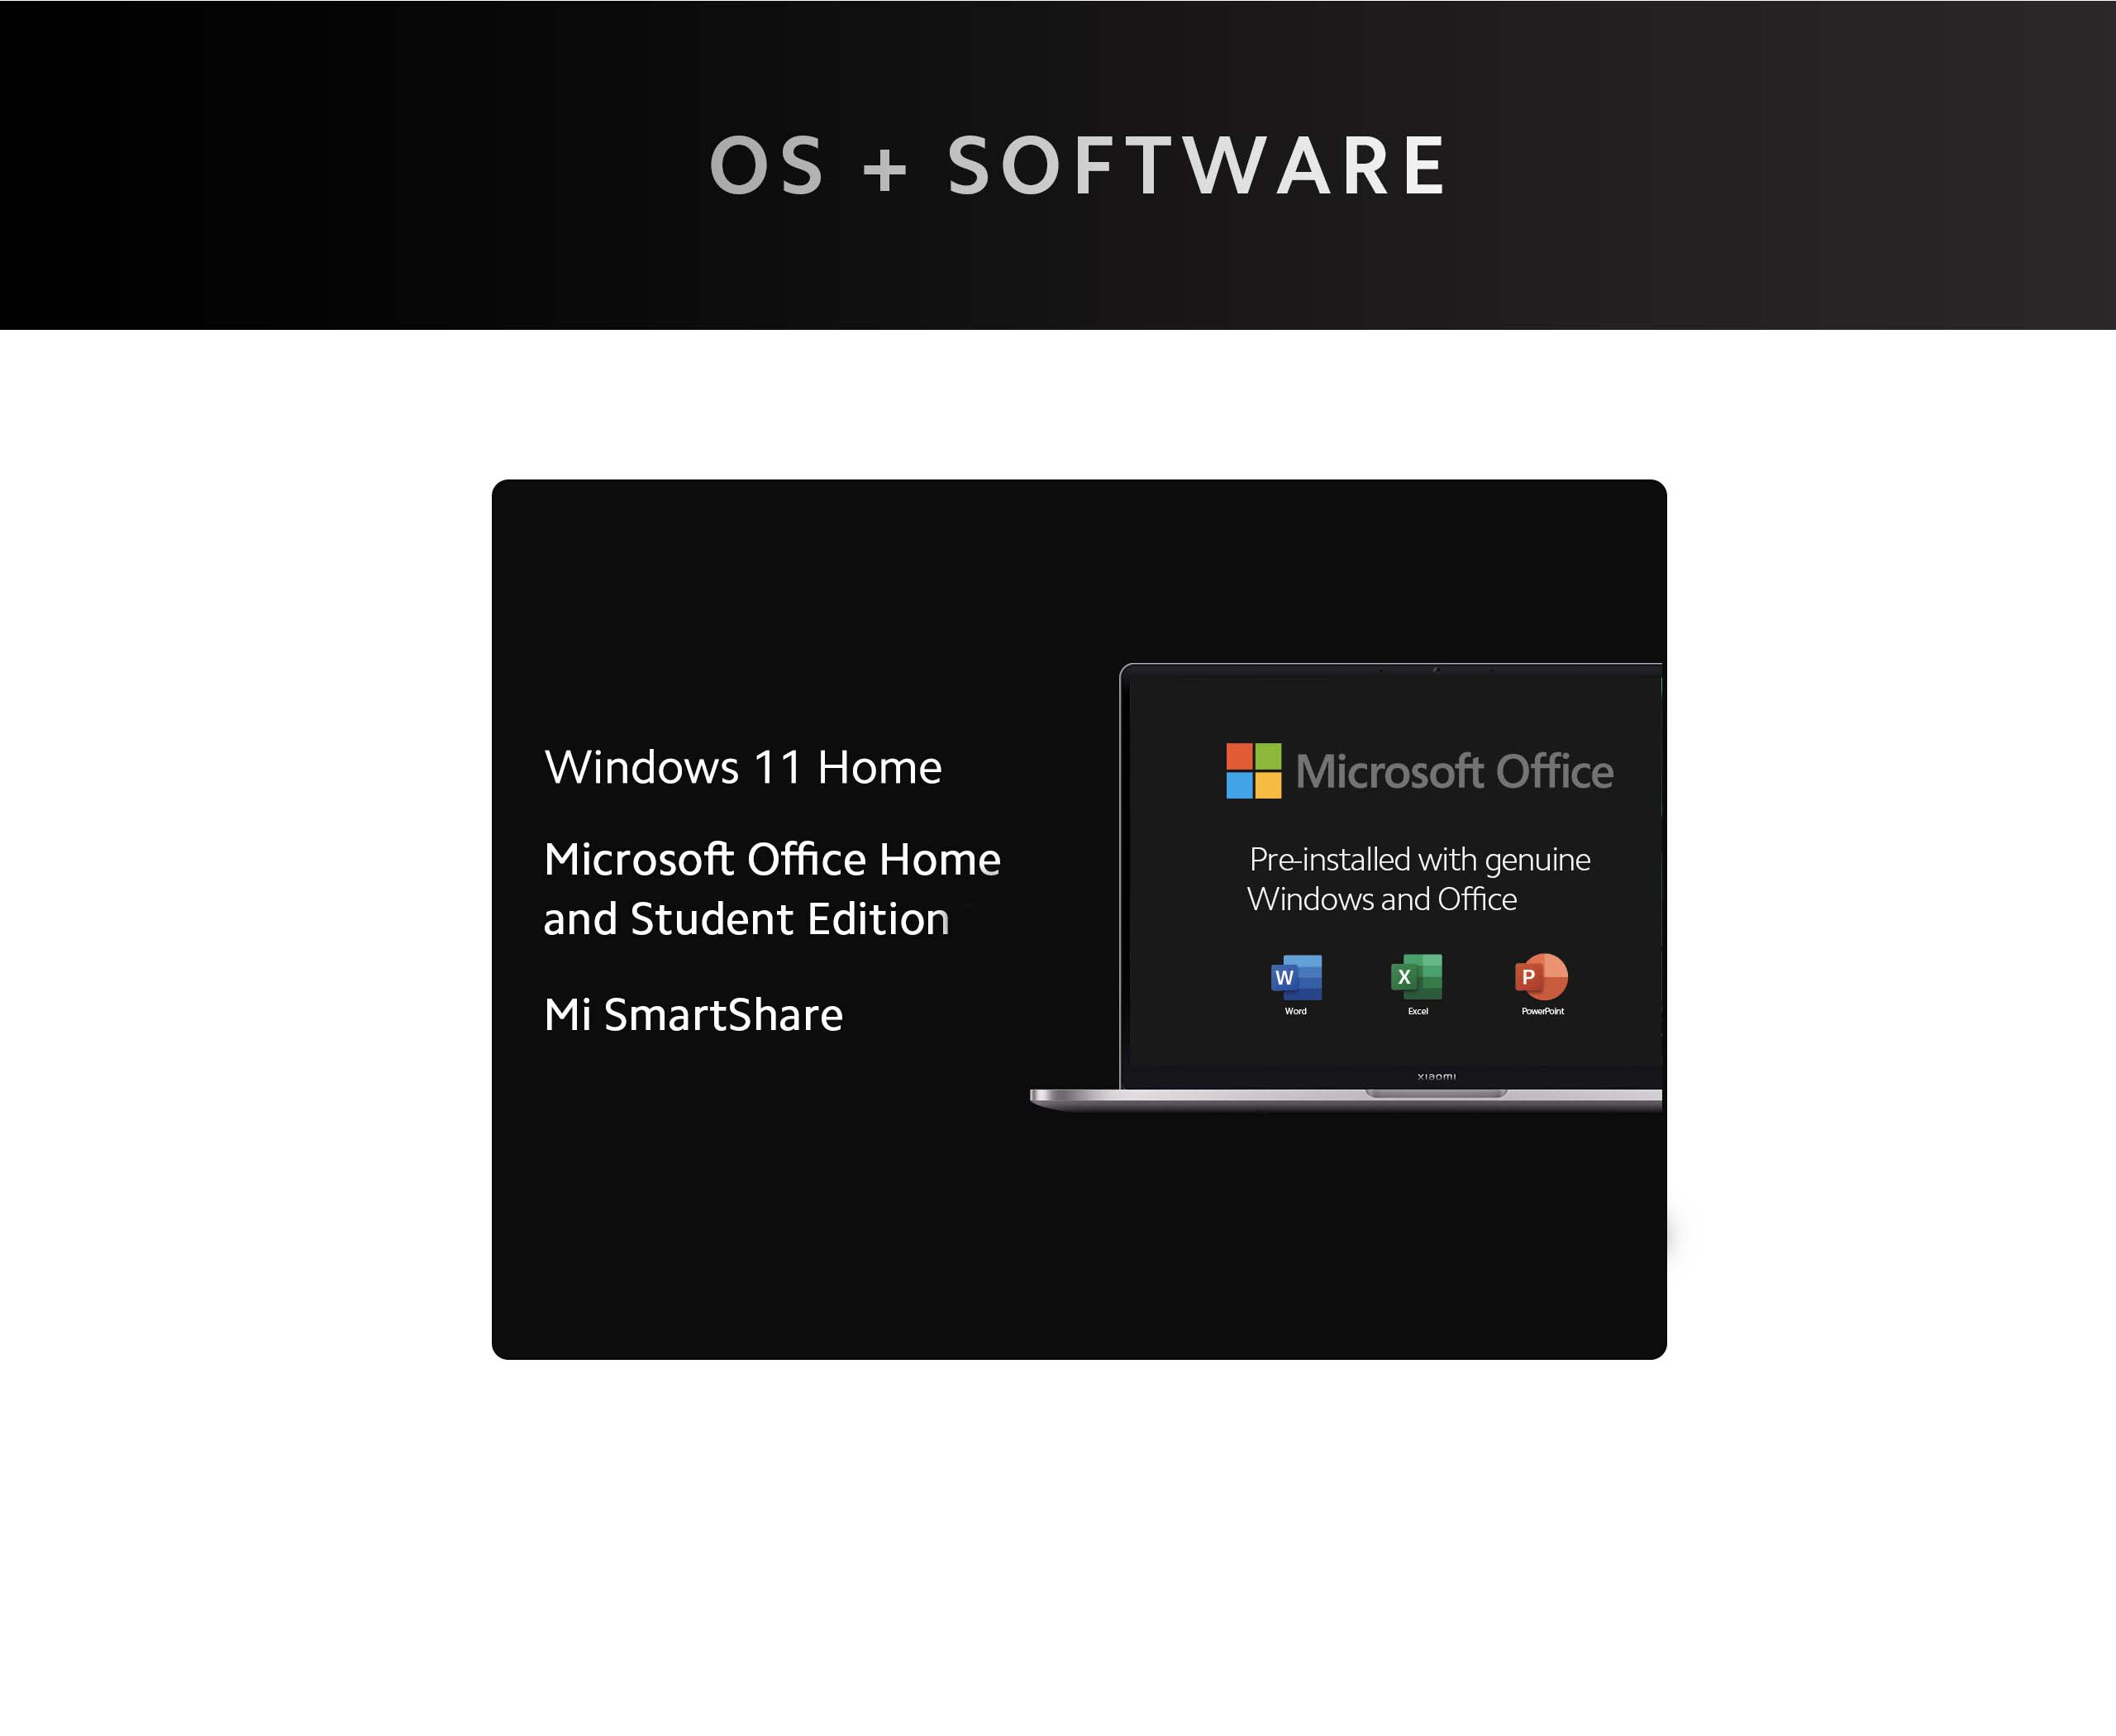 OS + SOFTWARE
Windows 11 Home
Microsoft Office Home
and Student Edition
Mi SmartShare
Microsoft Office
Pre-installed with genuine
Windows and Office
W
X
P
Word
Excel
PowerPoint
xiaomi